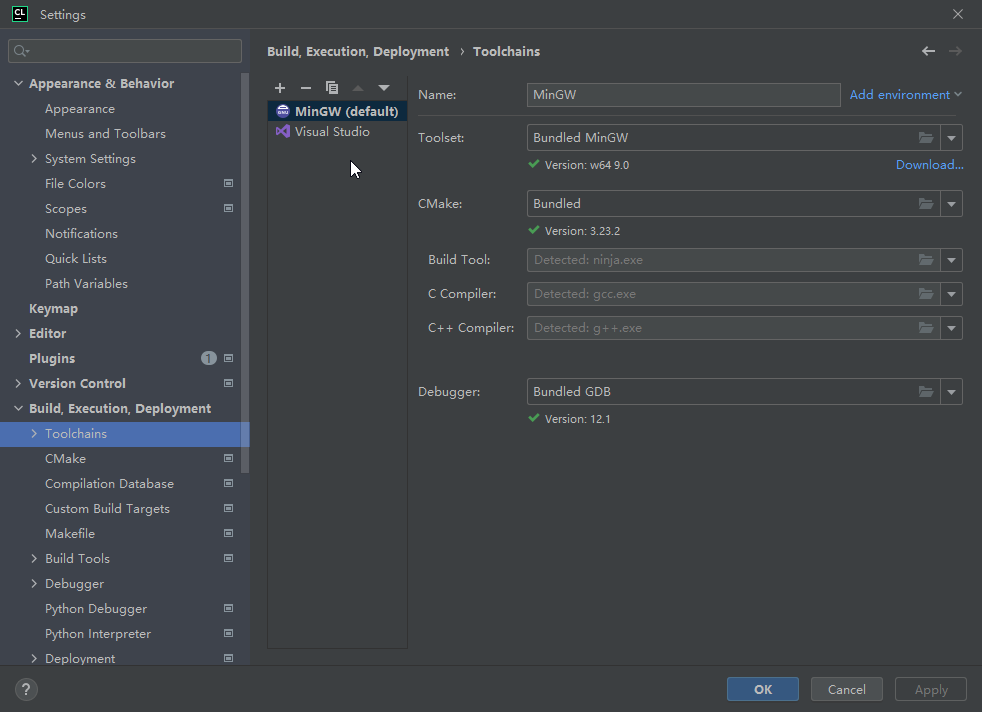 CL Settings
Build, Execution, Deployment › Toolchains
Appearance & Behavior
Appearance
Menus and Toolbars
System Settings
File Colors
Scopes
Notifications
Quick Lists
Path Variables
Keymap
Editor
Plugins 1
Version Control
Build, Execution, Deployment
Toolchains
CMake
Compilation Database
Custom Build Targets
Makefile
Build Tools
Debugger
Python Debugger
Python Interpreter
Deployment
MinGW (default)
Visual Studio
Name: MinGW Add environment
Toolset: Bundled MinGW
Version: w64 9.0 Download...
CMake: Bundled
Version: 3.23.2
Build Tool: Detected: ninja.exe
C Compiler: Detected: gcc.exe
C++ Compiler: Detected: g++.exe
Debugger: Bundled GDB
Version: 12.1
? OK Cancel Apply